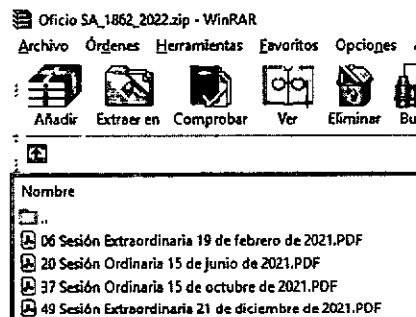 Oficio SA_1862_2022.zip - WinRAR
Archivo Órdenes Herramientas Favoritos Opciones
Añadir Extraer en Comprobar Ver Eliminar
Nombre
..
06 Sesión Extraordinaria 19 de febrero de 2021.PDF
20 Sesión Ordinaria 15 de junio de 2021.PDF
37 Sesión Ordinaria 15 de octubre de 2021.PDF
49 Sesión Extraordinaria 21 de diciembre de 2021.PDF